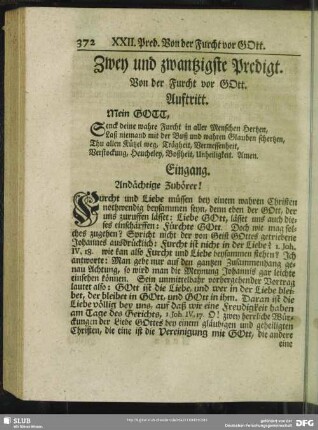 372 XXII. Pred. Von der Furcht vor GOtt.
Zwey und zwantzigste Predigt.
Von der Furcht vor GOtt.
Auftritt.
Mein GOTT,
Senck deine wahre Furcht in aller Menschen Hertzen,
Laß niemand mit der Buß und wahren Glauben schertzen,
Thu allen Kützel weg, Trägheit, Vermessenheit,
Verstockung, Heucheley, Boßheit, Unheiligkeit. Amen.
Eingang.
Andächtige Zuhörer!
Furcht und Liebe müssen bey einem wahren Christen
nothwendig beysammen seyn, denn eben der GOtt, der
uns zuruffen lässet: Liebe GOtt, lässet uns auch die-
ses einschärffen: Fürchte GOtt. Doch wie mag sol-
ches zugehen? Spricht nicht der von Geist GOttes getriebene
Johannes ausdrücklich: Furcht ist nicht in der Liebe? 1. Joh.
IV, 18. wie kan also Furcht und Liebe beysammen stehen? Ich
antworte: Man gebe nur auf den gantzen Zusammenhang ge-
nau Achtung, so wird man die Meynung Johannis gar leichte
einsehen können. Sein unmittelbahr vorhergehender Vortrag
lautet also: GOtt ist die Liebe, und wer in der Liebe blei-
bet, der bleibet in GOtt, und GOtt in ihm. Daran ist die
Liebe völlig bey uns, auf daß wir eine Freudigkeit haben
am Tage des Gerichts, 1 Joh. IV, 17. O! zwey herrliche Wür-
ckungen der Liebe GOttes bey einem gläubigen und geheiligten
Christen, die eine ist die Vereinigung mit GOtt, die andere
eine
SLUB